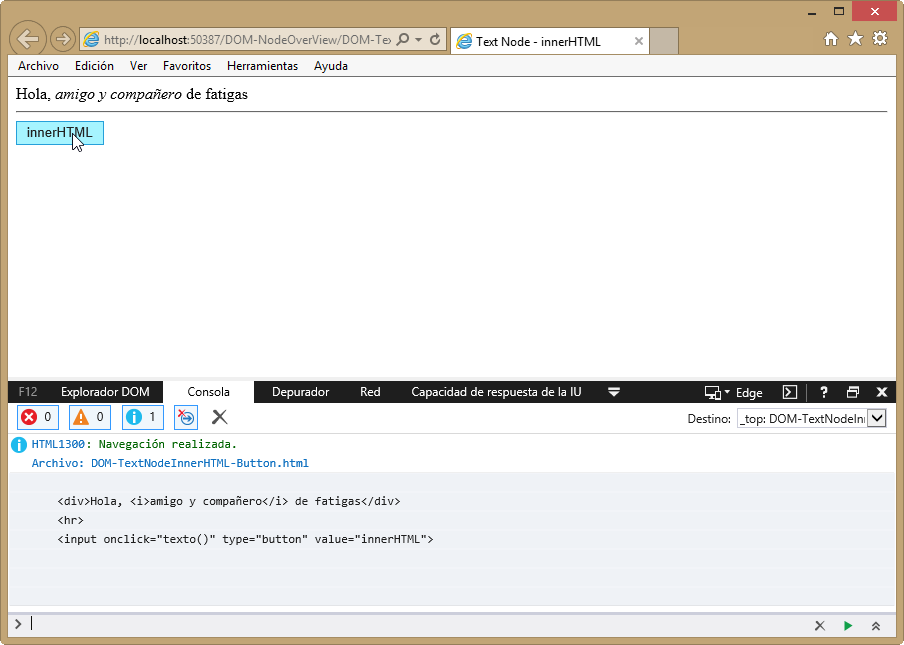 http://localhost:50387/DOM-NodeOverView/DOM-Te
Text Node - innerHTML
Archivo Edición Ver Favoritos Herramientas Ayuda
Hola, amigo y compañero de fatigas
innerHTML
F12 Explorador DOM Consola Depurador Red Capacidad de respuesta de la IU Edge ?
0 0 1 Destino: _top: DOM-TextNodeIn
HTML1300: Navegación realizada.
Archivo: DOM-TextNodeInnerHTML-Button.html
<div>Hola, <i>amigo y compañero</i> de fatigas</div>
<hr>
<input onclick="texto()" type="button" value="innerHTML">